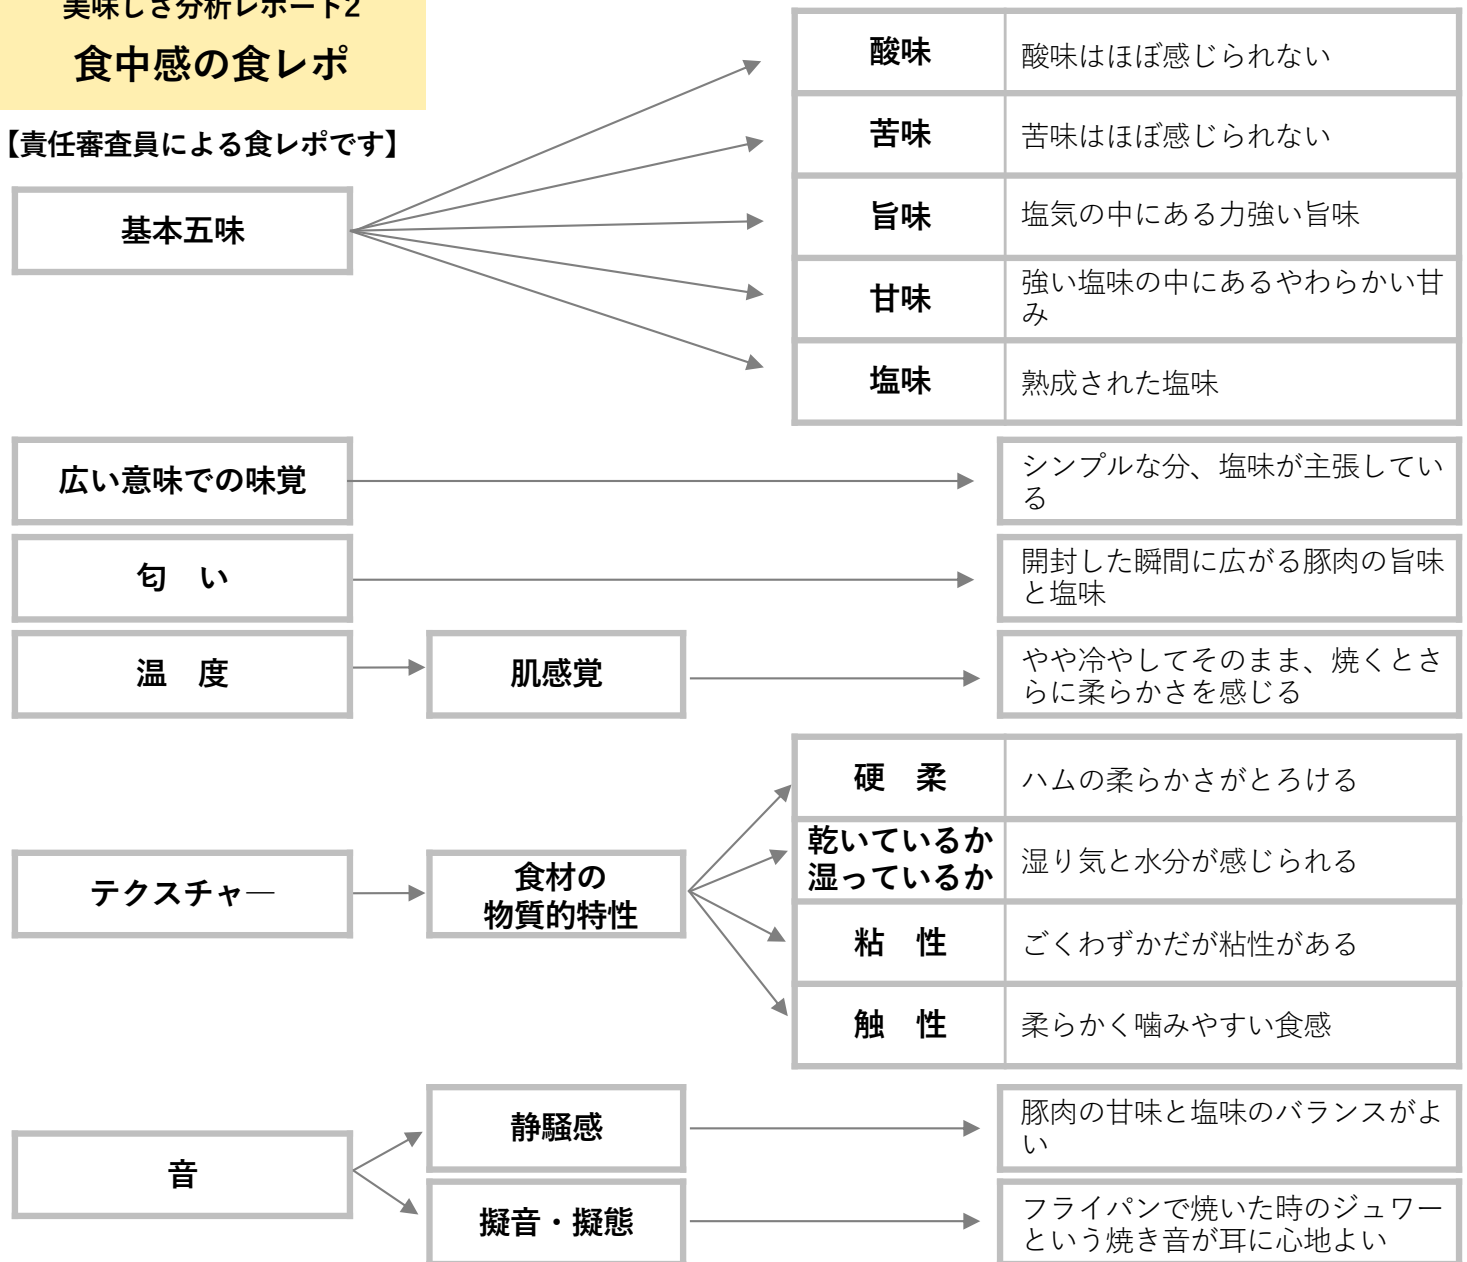 美味しさ分析レポート2
食中感の食レポ
【責任審査員による食レポです】
基本五味
酸味
酸味はほぼ感じられない
苦味
苦味はほぼ感じられない
旨味
塩気の中にある力強い旨味
甘味
強い塩味の中にあるやわらかい甘
み
塩味
熟成された塩味
広い意味での味覚
シンプルな分、塩味が主張してい
る
匂　い
開封した瞬間に広がる豚肉の旨味
と塩味
温　度
肌感覚
やや冷やしてそのまま、焼くとさ
らに柔らかさを感じる
テクスチャ―
食材の
物質的特性
硬　柔
ハムの柔らかさがとろける
乾いているか
湿っているか
湿り気と水分が感じられる
粘　性
ごくわずかだが粘性がある
触　性
柔らかく噛みやすい食感
音
静騒感
豚肉の甘味と塩味のバランスがよ
い
擬音・擬態
フライパンで焼いた時のジュワー
という焼き音が耳に心地よい